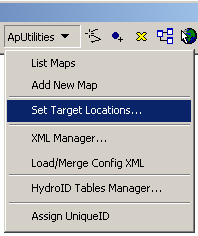 ApUtilities
List Maps
Add New Map
Set Target Locations...
XML Manager...
Load/Merge Config XML
HydroID Tables Manager...
Assign UniqueID